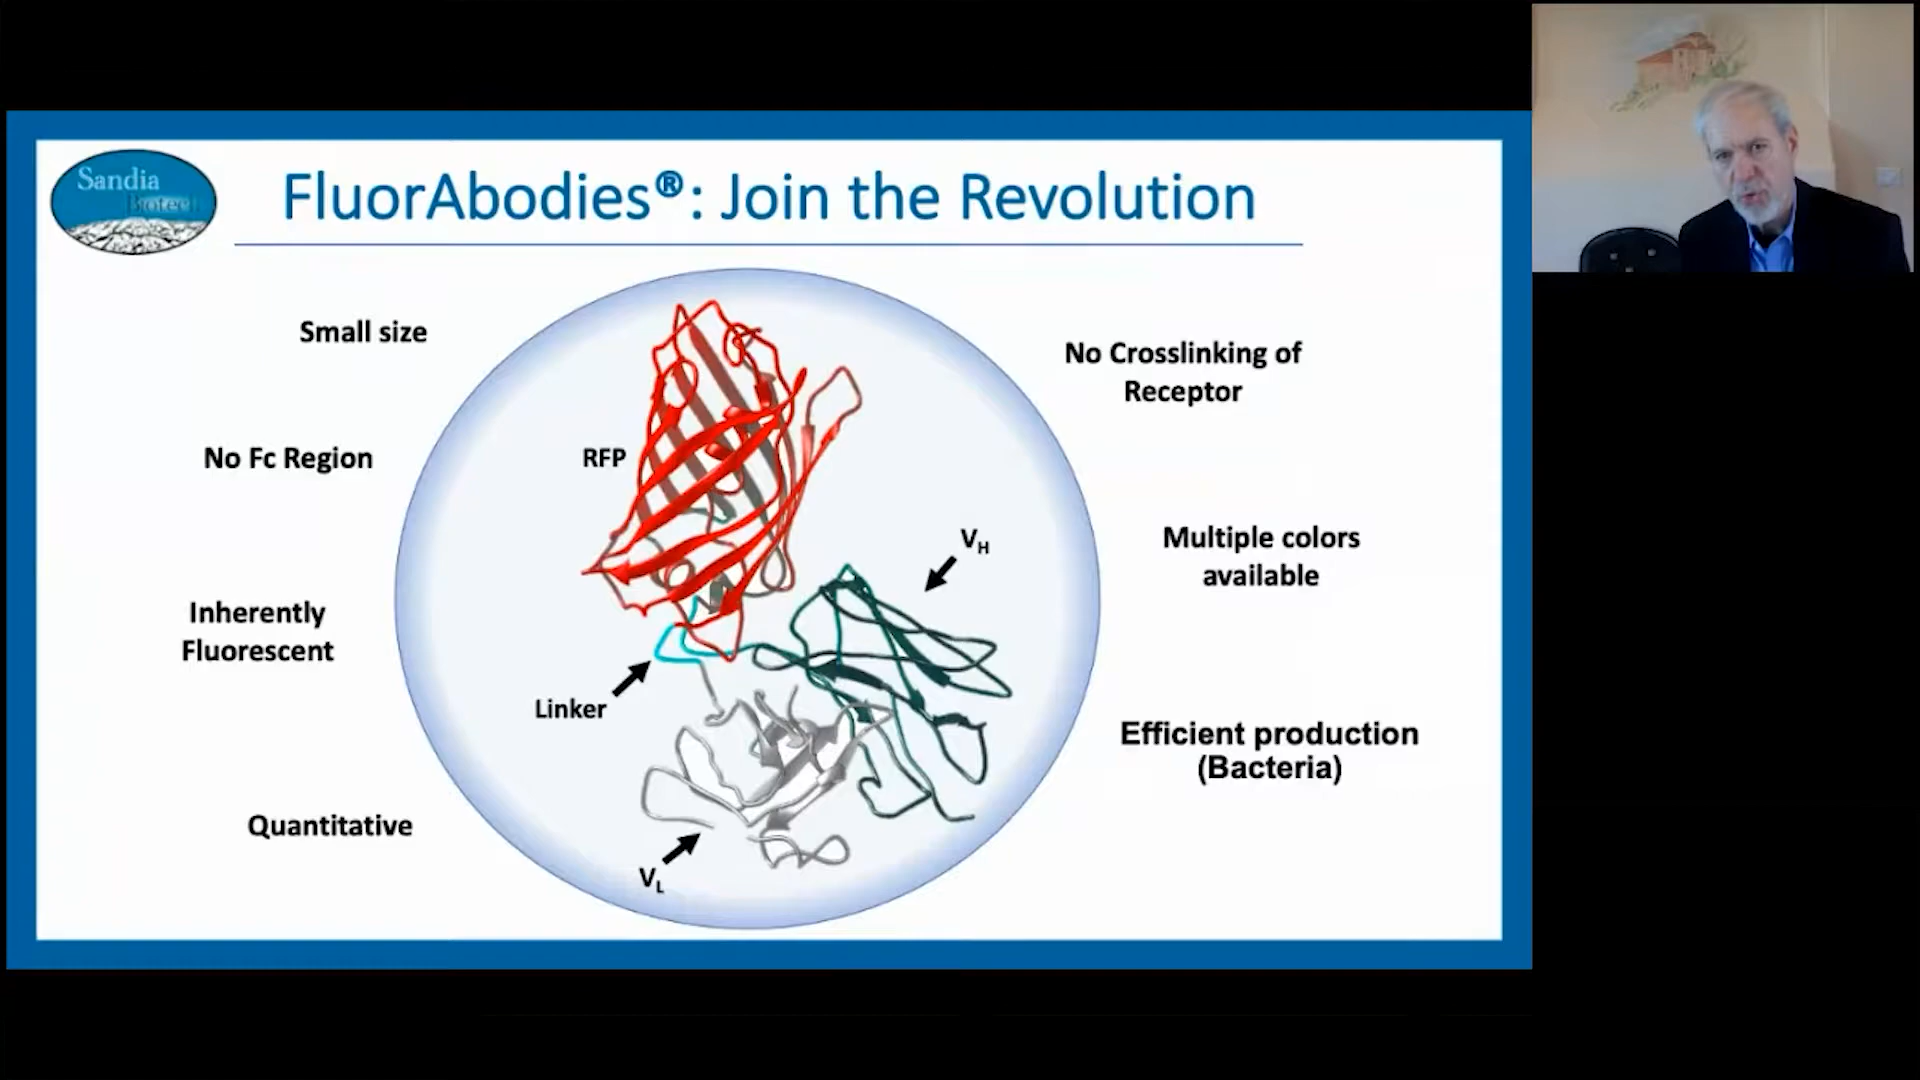 Sandia
Biotech
FluorAbodies®: Join the Revolution
Small size
No Fc Region
Inherently
Fluorescent
Quantitative
RFP
Linker
VL
VH
No Crosslinking of
Receptor
Multiple colors
available
Efficient production
(Bacteria)